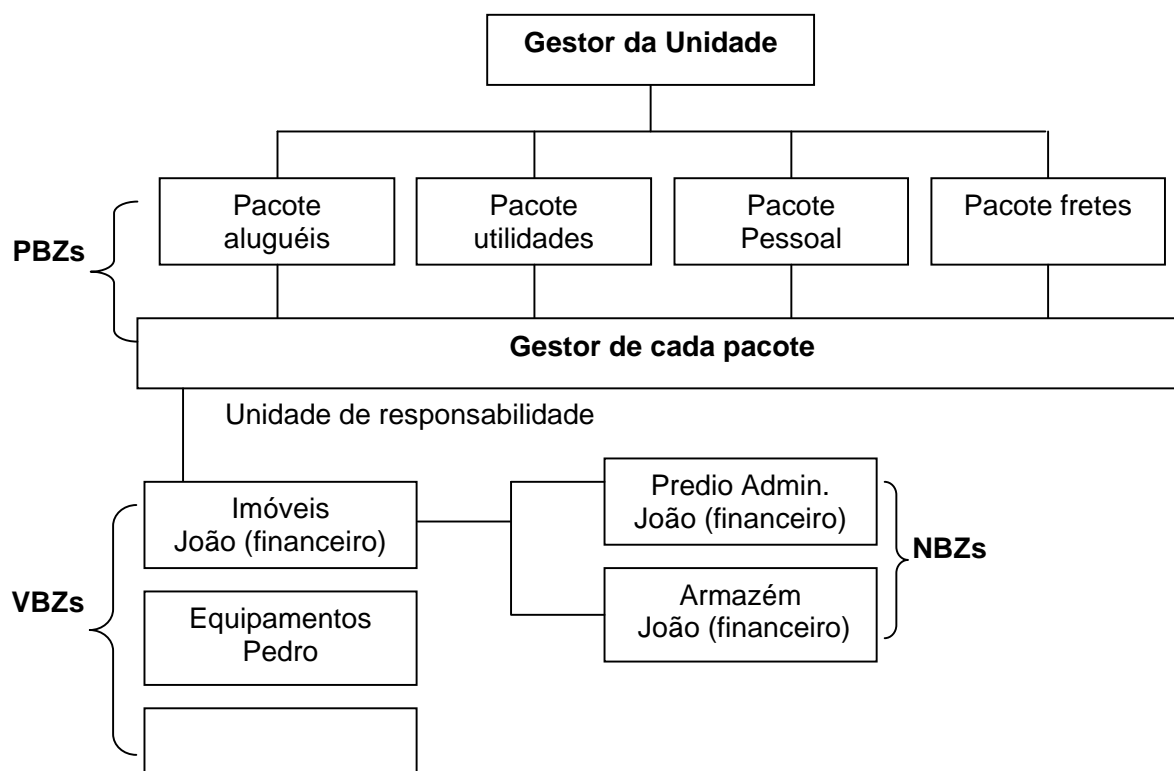 Gestor da Unidade
Pacote
aluguéis
Pacote
utilidades
Pacote
Pessoal
Pacote fretes
PBZs
Gestor de cada pacote
Unidade de responsabilidade
Imóveis
João (financeiro)
Predio Admin.
João (financeiro)
NBZs
VBZs
Equipamentos
Pedro
Armazém
João (financeiro)